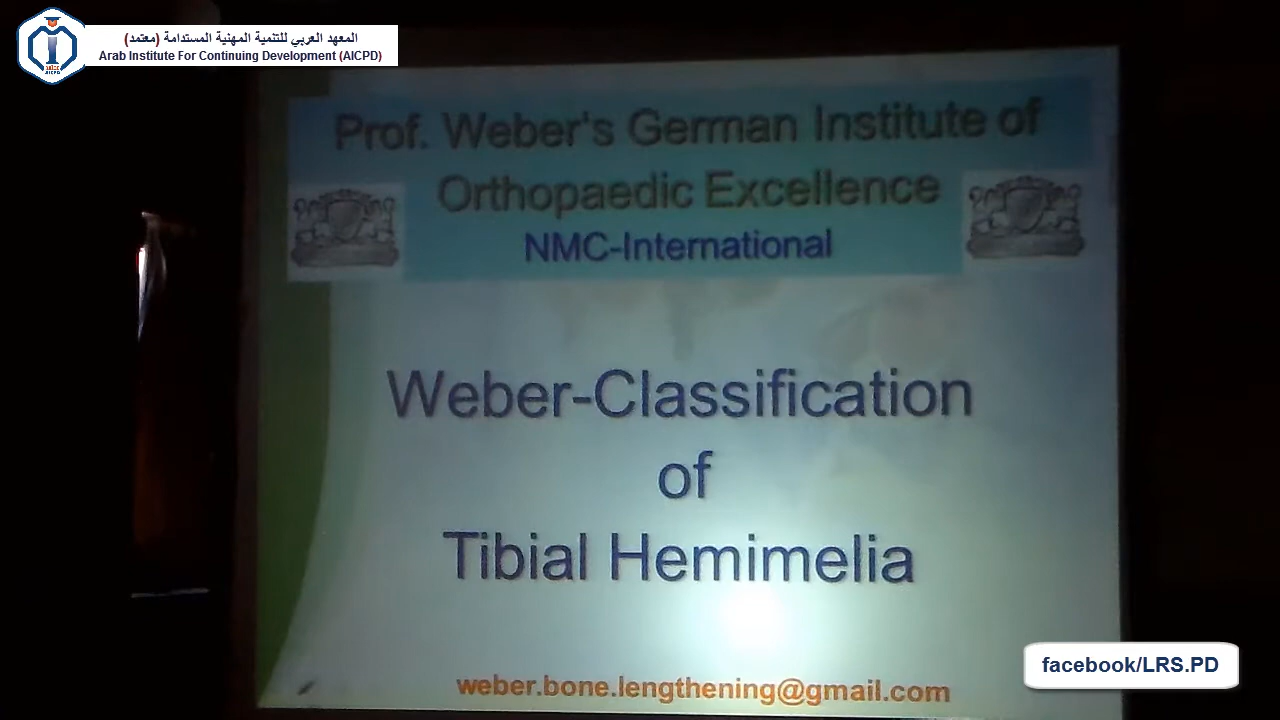 المعهد العربي للتنمية المهنية المستدامة (معتمد)
Arab Institute For Continuing Development (AICPD)
AICPD
Prof. Weber's German Institute of
Orthopaedic Excellence
NMC-International
Weber-Classification
of
Tibial Hemimelia
weber.bone.lengthening@gmail.com
facebook/LRS.PD